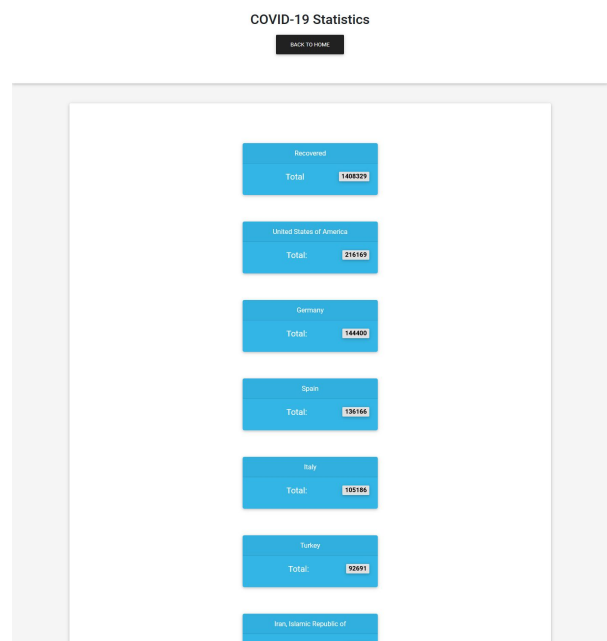 COVID-19 Statistics
BACK TO HOME
Recovered
Total 1408329
United States of America
Total: 216169
Germany
Total: 144400
Spain
Total: 136166
Italy
Total: 105186
Turkey
Total: 92691
Iran, Islamic Republic of